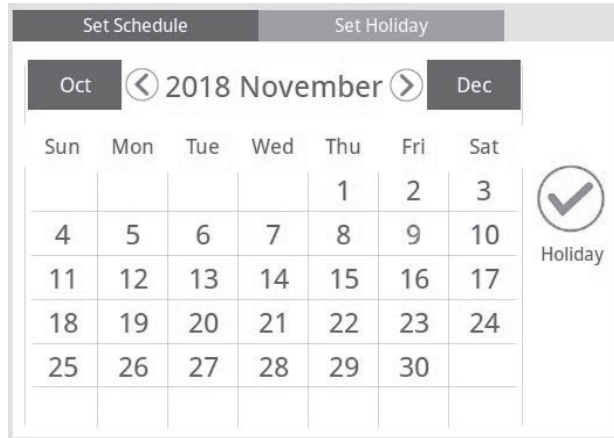 Set Schedule Set Holiday
Oct 2018 November Dec
Sun Mon Tue Wed Thu Fri Sat
1 2 3
4 5 6 7 8 9 10
Holiday
11 12 13 14 15 16 17
18 19 20 21 22 23 24
25 26 27 28 29 30